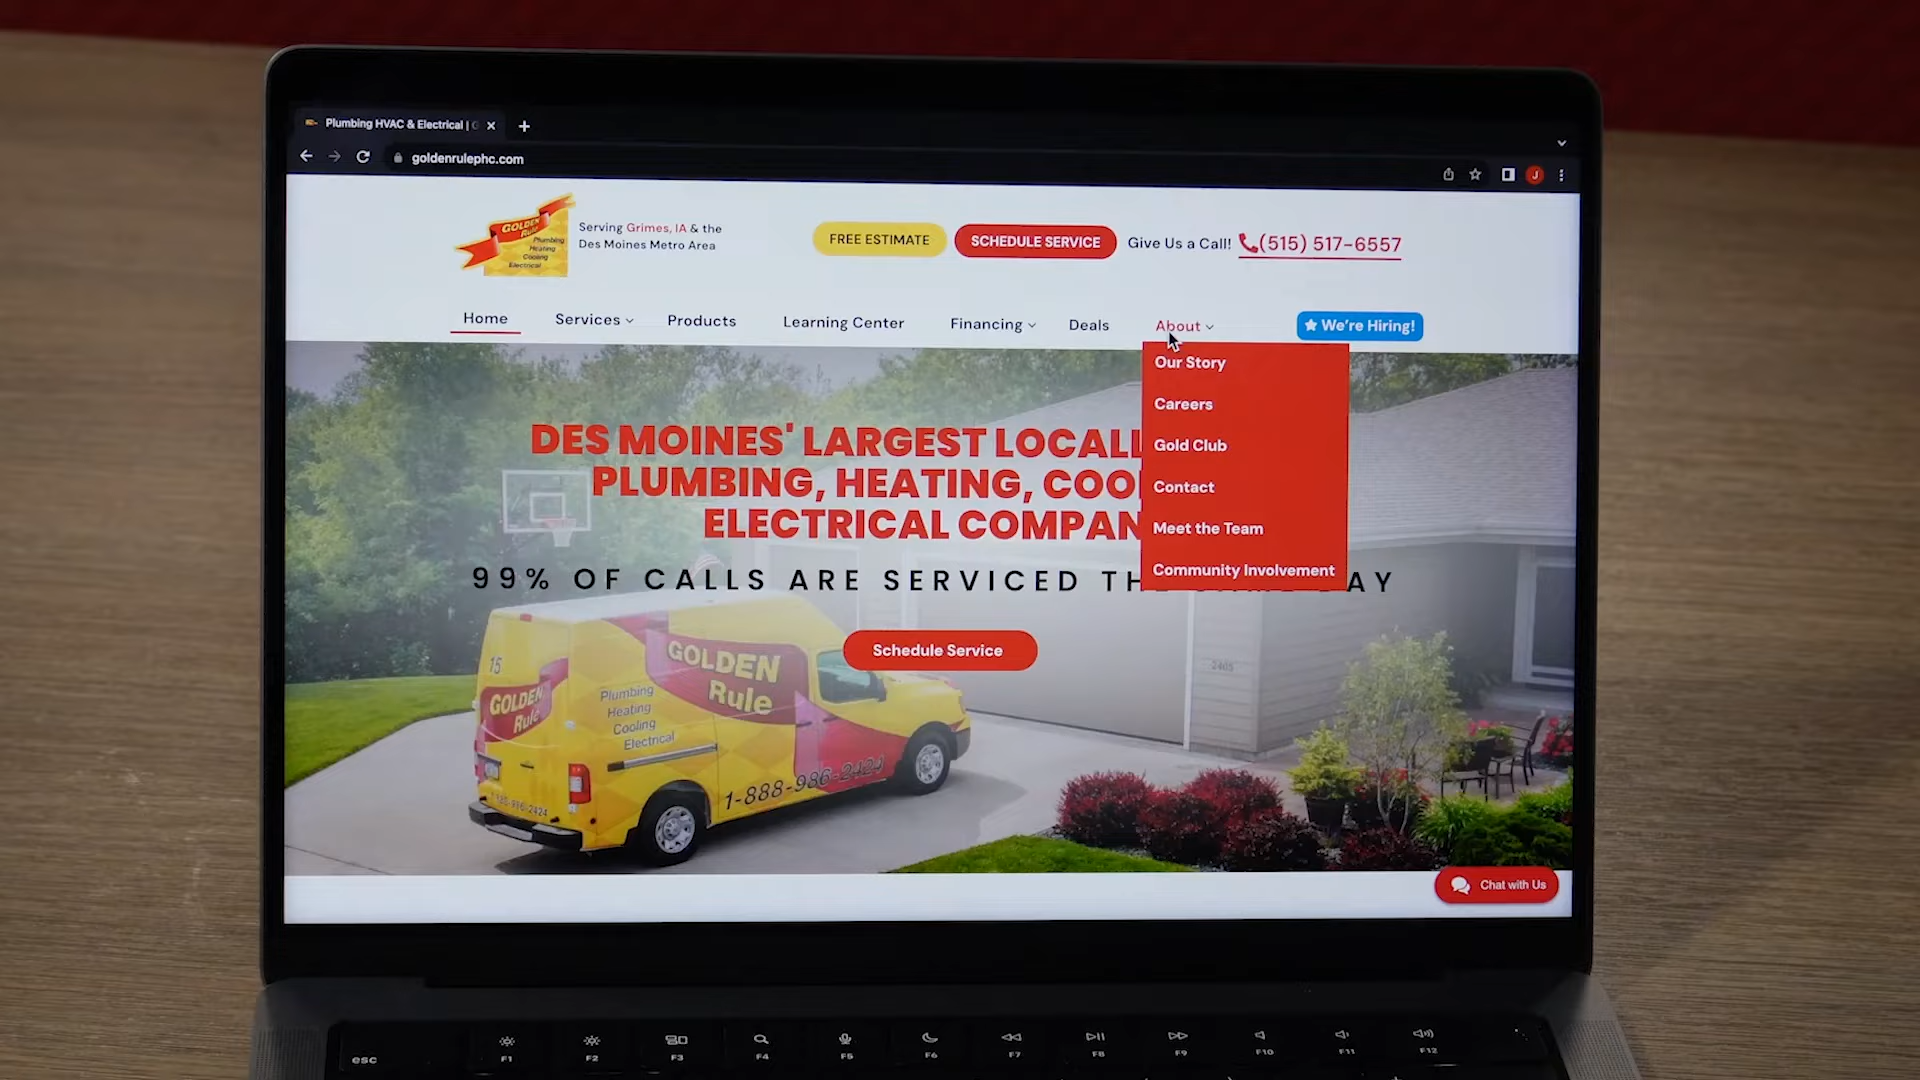 Plumbing HVAC & Electrical |
goldenrulephc.com
J
GOLDEN
Rule
Plumbing
Heating
Cooling
Electrical
Serving Grimes, IA & the
Des Moines Metro Area
FREE ESTIMATE
SCHEDULE SERVICE
Give Us a Call!
(515) 517-6557
Home
Services
Products
Learning Center
Financing
Deals
About
We're Hiring!
Our Story
Careers
Gold Club
Contact
Meet the Team
Community Involvement
DES MOINES' LARGEST LOCALL
PLUMBING, HEATING, COO
ELECTRICAL COMPAN
99% OF CALLS ARE SERVICED TH AY
Schedule Service
15
GOLDEN
Rule
Plumbing
Heating
Cooling
Electrical
GOLDEN
Rule
1-888-986-2424
2405
Chat with Us
esc
F1
F2
F3
F4
F5
F6
F7
F8
F9
F10
F11
F12